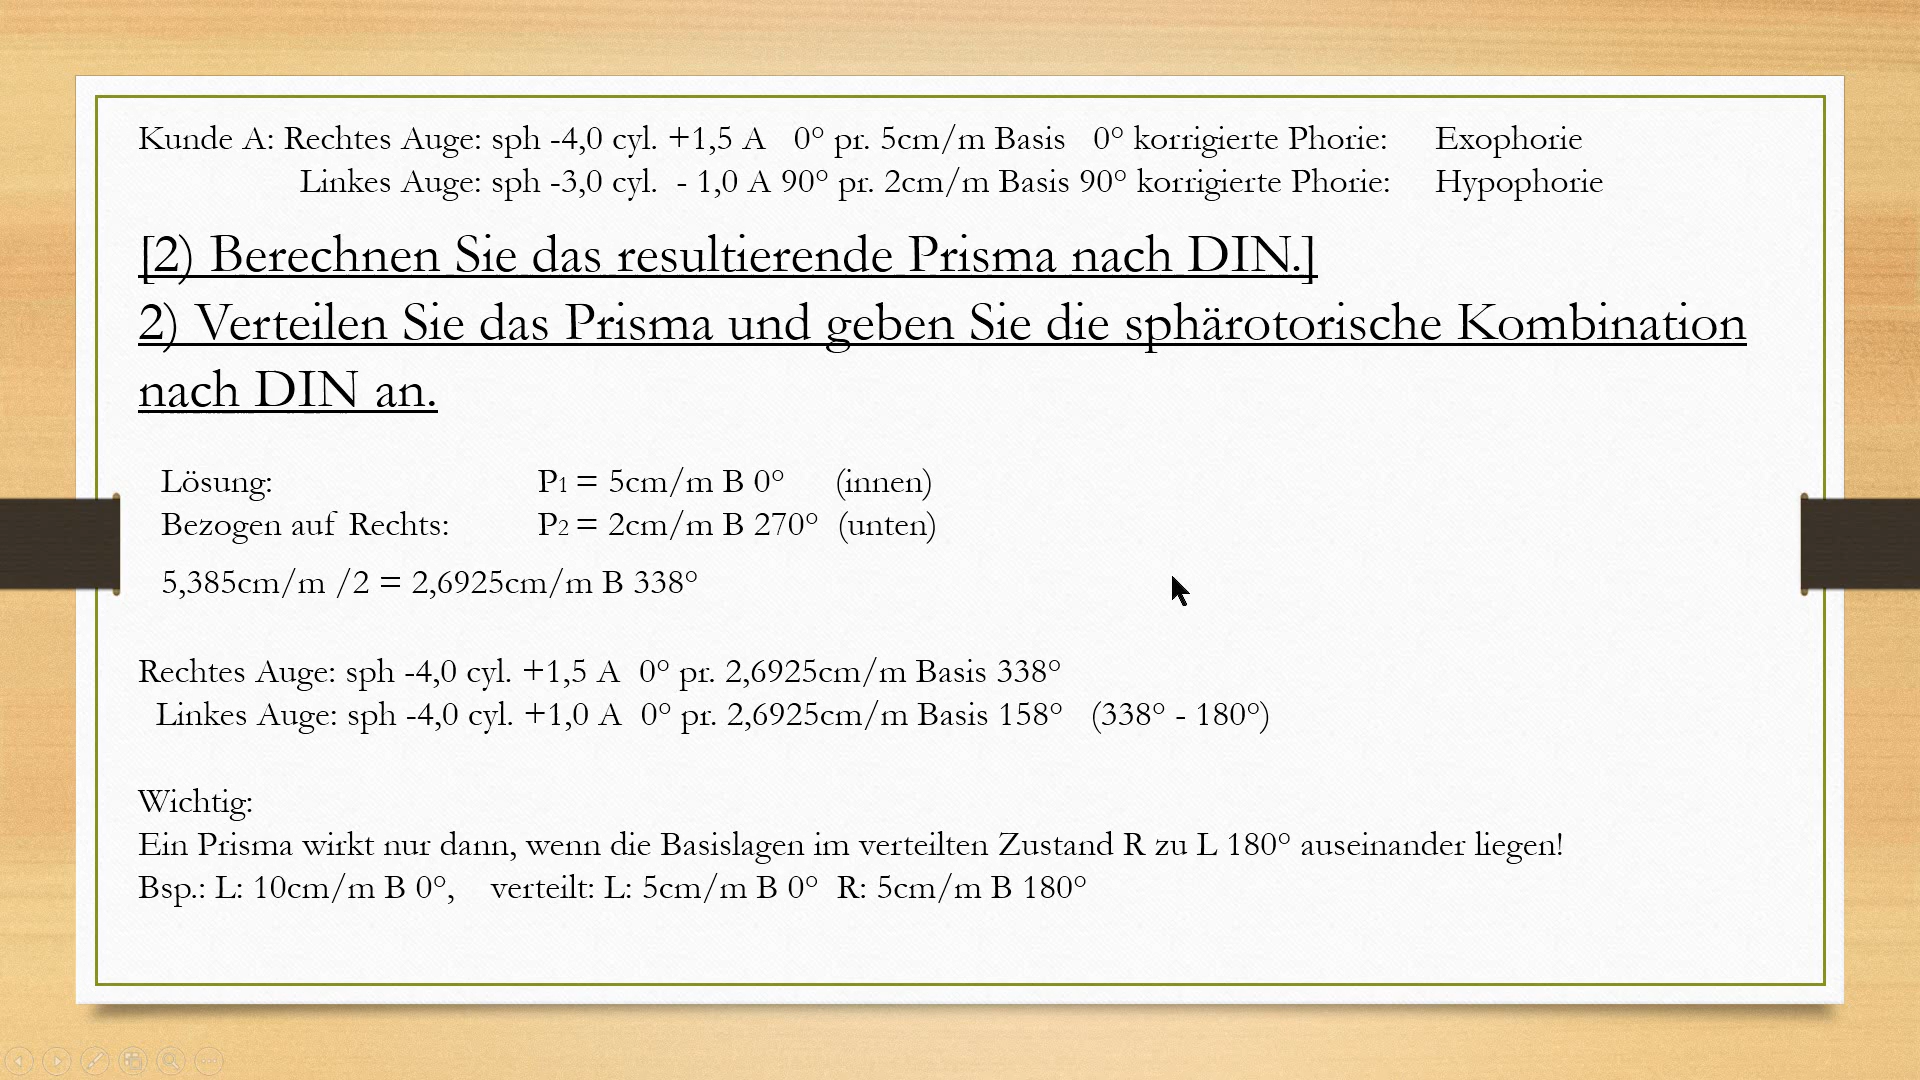 Kunde A: Rechtes Auge: sph -4,0 cyl. +1,5 A 0° pr. 5cm/m Basis 0° korrigierte Phorie: Exophorie
Linkes Auge: sph -3,0 cyl. - 1,0 A 90° pr. 2cm/m Basis 90° korrigierte Phorie: Hypophorie
[2) Berechnen Sie das resultierende Prisma nach DIN.]
2) Verteilen Sie das Prisma und geben Sie die sphärotorische Kombination
nach DIN an.
Lösung: P1 = 5cm/m B 0° (innen)
Bezogen auf Rechts: P2 = 2cm/m B 270° (unten)
5,385cm/m /2 = 2,6925cm/m B 338°
Rechtes Auge: sph -4,0 cyl. +1,5 A 0° pr. 2,6925cm/m Basis 338°
Linkes Auge: sph -4,0 cyl. +1,0 A 0° pr. 2,6925cm/m Basis 158° (338° - 180°)
Wichtig:
Ein Prisma wirkt nur dann, wenn die Basislagen im verteilten Zustand R zu L 180° auseinander liegen!
Bsp.: L: 10cm/m B 0°, verteilt: L: 5cm/m B 0° R: 5cm/m B 180°